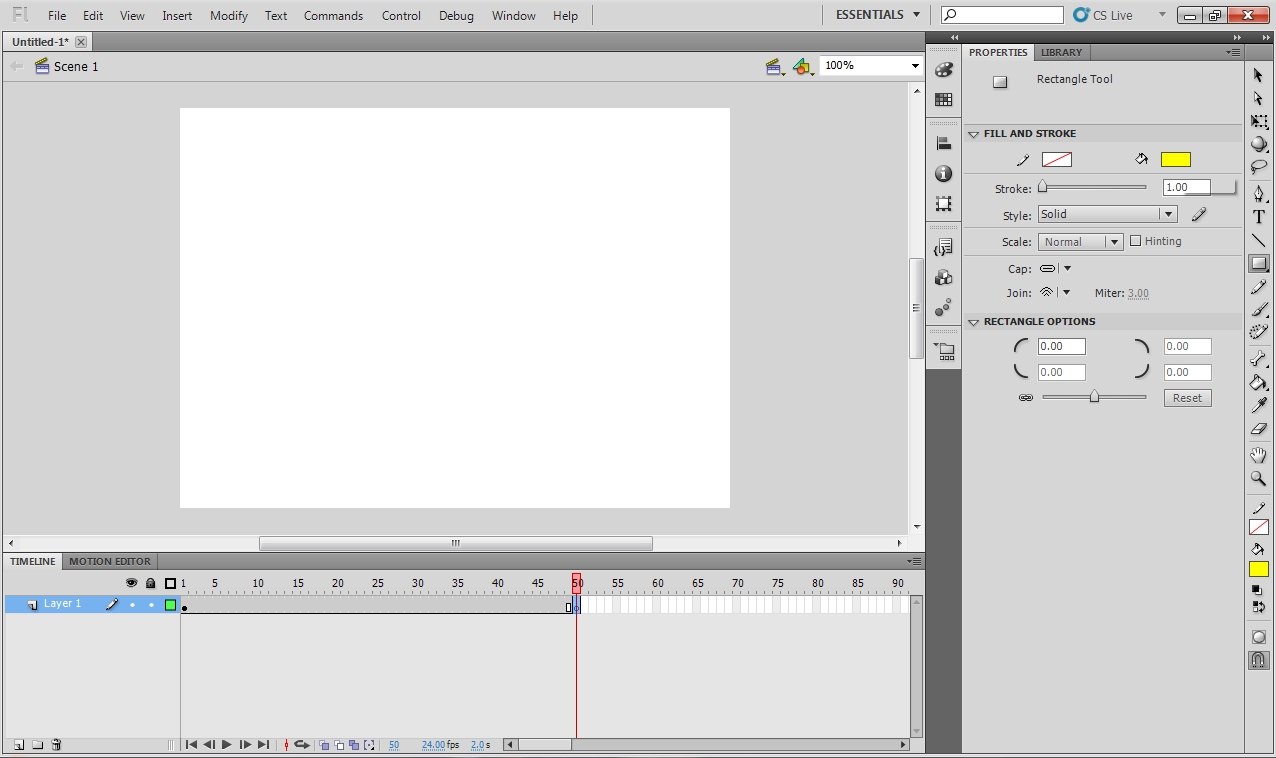 Fl File Edit View Insert Modify Text Commands Control Debug Window Help ESSENTIALS CS Live
Untitled-1*
Scene 1 100%
PROPERTIES LIBRARY
Rectangle Tool
FILL AND STROKE
Stroke: 1.00
Style: Solid
Scale: Normal Hinting
Cap:
Join: Miter: 3.00
RECTANGLE OPTIONS
0.00 0.00
0.00 0.00
Reset
T
TIMELINE MOTION EDITOR
1 5 10 15 20 25 30 35 40 45 50 55 60 65 70 75 80 85 90
Layer 1
50 24.00 fps 2.0 s